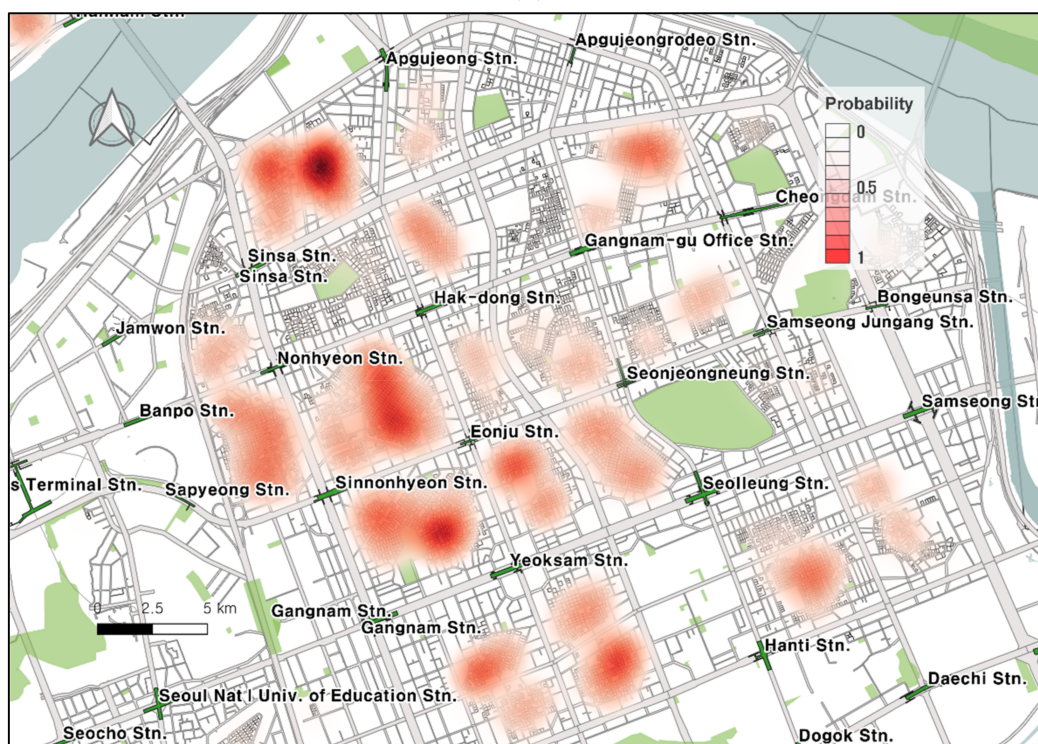 Apgujeongrodeo Stn.
Apgujeong Stn.
Probability
0
0.5
1
Cheongdam Stn.
Gangnam-gu Office Stn.
Sinsa Stn.
Sinsa Stn.
Hak-dong Stn.
Bongeunsa Stn.
Jamwon Stn.
Samseong Jungang Stn.
Nonhyeon Stn.
Seonjeongneung Stn.
Banpo Stn.
Samseong St
Eonju Stn.
s Terminal Stn.
Sapyeong Stn.
Sinnonhyeon Stn.
Seolleung Stn.
Yeoksam Stn.
0 2.5 5 km
Gangnam Stn.
Gangnam Stn.
Hanti Stn.
Daechi Stn.
Seoul Nat l Univ. of Education Stn.
Seocho Stn.
Dogok Stn.